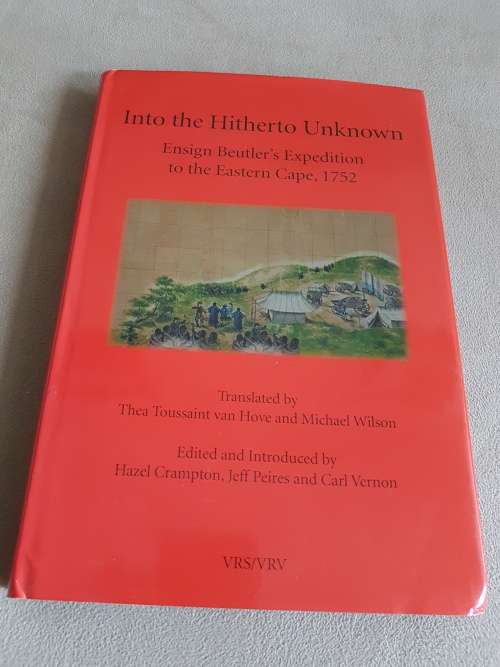 Into the Hitherto Unknown
Ensign Beutler's Expedition
to the Eastern Cape, 1752
Translated by
Thea Toussaint van Hove and Michael Wilson
Edited and Introduced by
Hazel Crampton, Jeff Peires and Carl Vernon
VRS/VRV